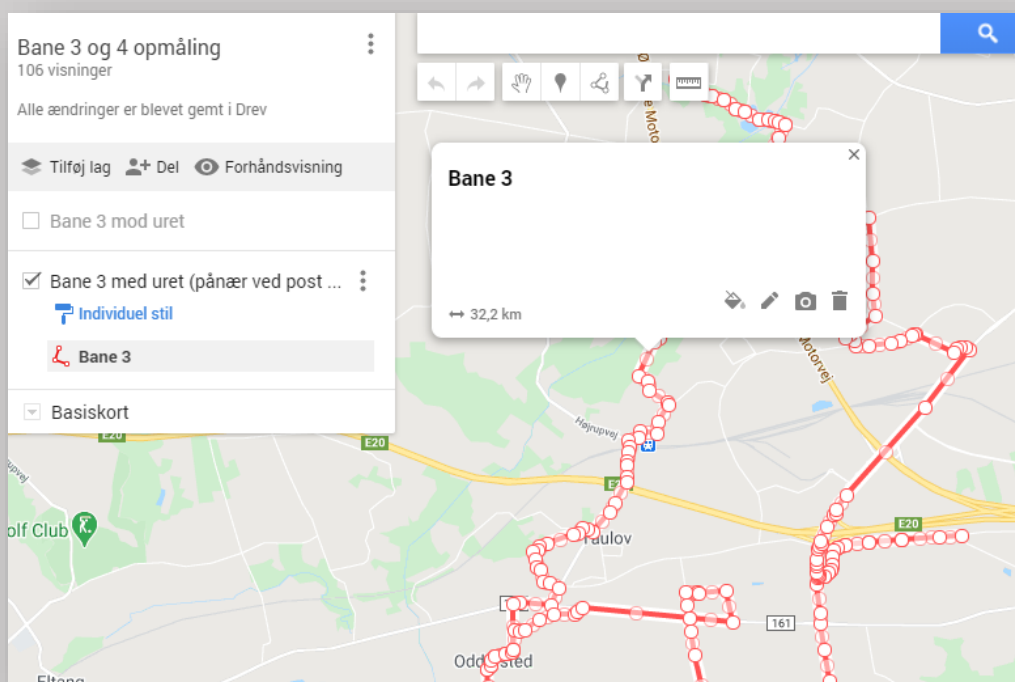 Bane 3 og 4 opmåling
106 visninger
Alle ændringer er blevet gemt i Drev
Tilføj lag
Del
Forhåndsvisning
Bane 3 mod uret
Bane 3 med uret (pånær ved post ...
Individuel stil
Bane 3
Basiskort
Bane 3
32,2 km
e Moto
Motorvej
Højrupvej
E20
E20
E20
olf Club
Taulov
161
Eltang